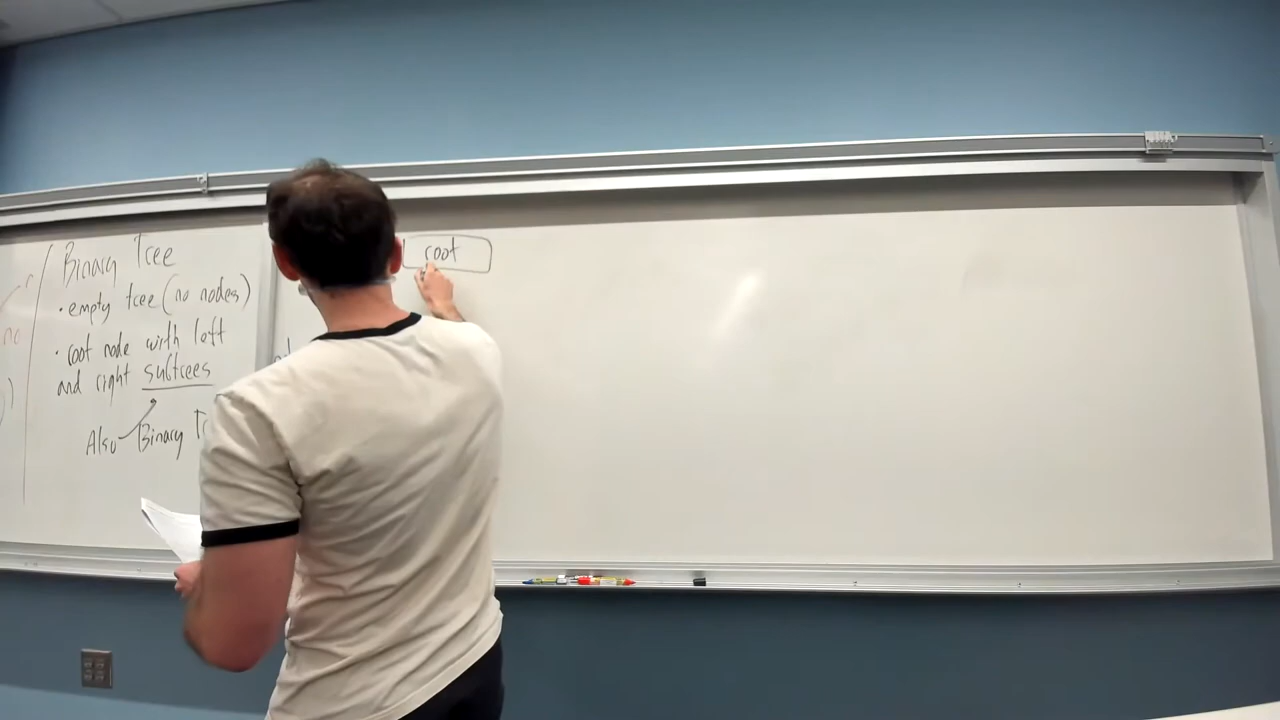 Binary Tree
• empty tree (no nodes)
• root node with left
and right subtrees
Also Binary
root